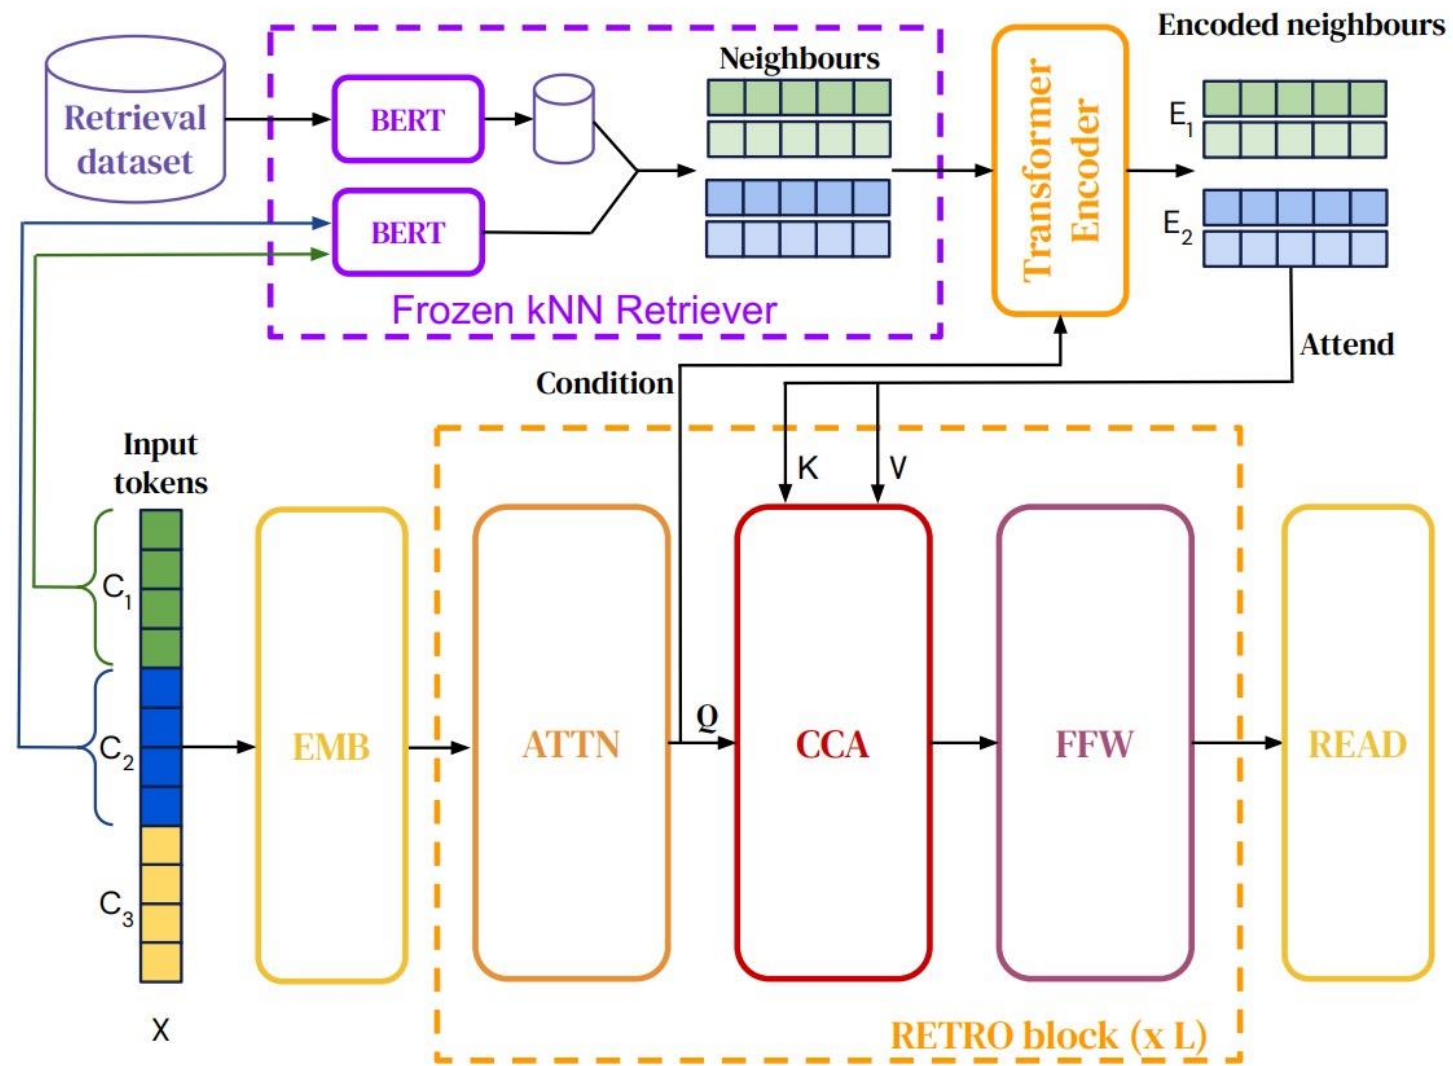 Encoded neighbours
Retrieval
dataset
BERT
Neighbours
Transformer
Encoder
E1
BERT
E2
Frozen kNN Retriever
Attend
Condition
Input
tokens
K
V
C1
Q
C2
EMB
ATTN
CCA
FFW
READ
C3
X
RETRO block (x L)